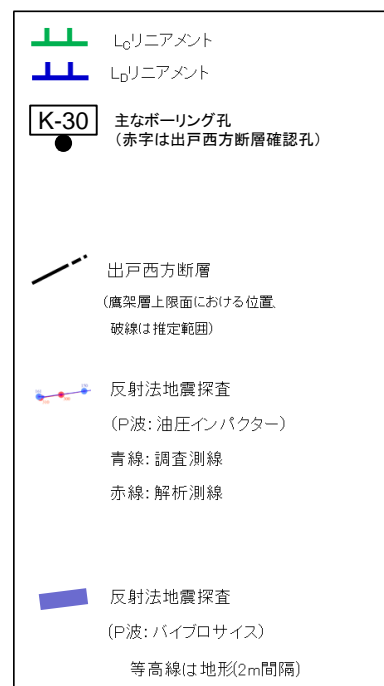 LCリニアメント
LDリニアメント
K-30
主なボーリング孔
(赤字は出戸西方断層確認孔)
出戸西方断層
(鷹架層上限面における位置、
破線は推定範囲)
反射法地震探査
(P波:油圧インパクター)
青線:調査測線
赤線:解析測線
反射法地震探査
(P波:バイブロサイス)
等高線は地形(2m間隔)